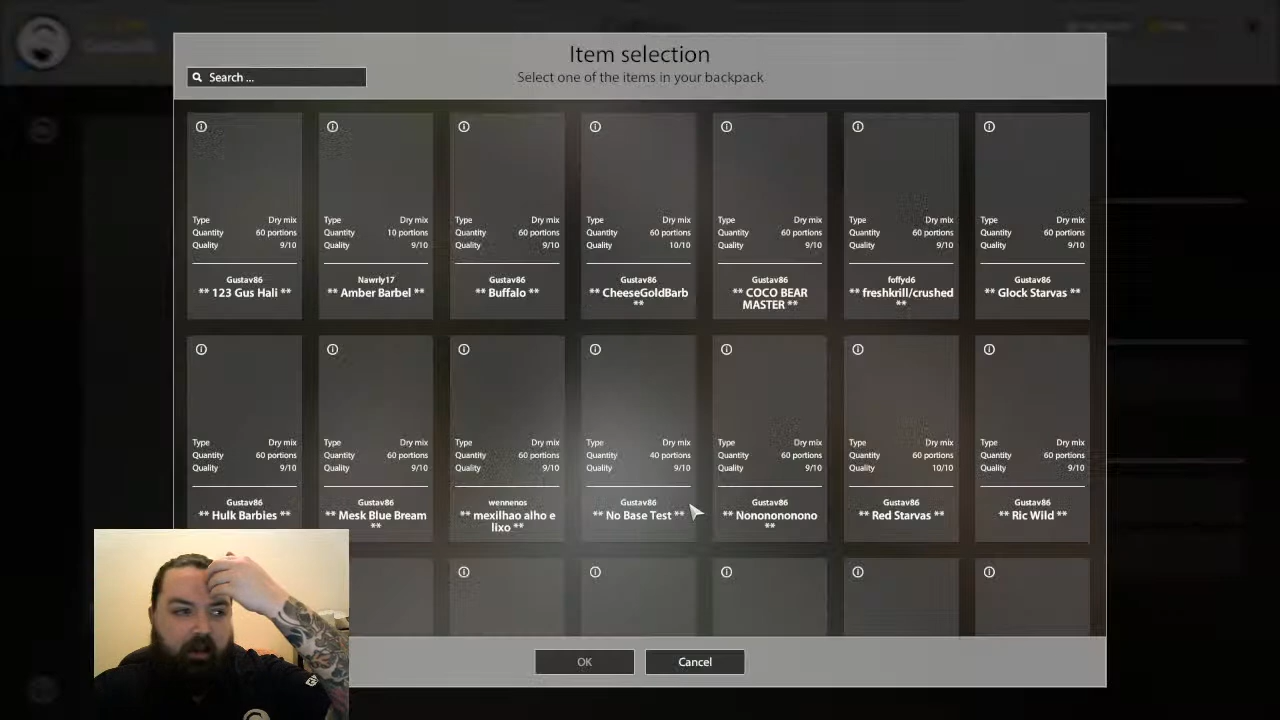 Item selection
Search ...
Select one of the items in your backpack
Type Dry mix
Quantity 60 portions
Quality 9/10
Gustav86
** 123 Gus Hali **
Type Dry mix
Quantity 10 portions
Quality 9/10
Nawrly17
** Amber Barbel **
Type Dry mix
Quantity 60 portions
Quality 9/10
Gustav86
** Buffalo **
Type Dry mix
Quantity 60 portions
Quality 10/10
Gustav86
** CheeseGoldBarb
**
Type Dry mix
Quantity 60 portions
Quality 9/10
Gustav86
** COCO BEAR
MASTER **
Type Dry mix
Quantity 60 portions
Quality 9/10
foffyd6
** freshkrill/crushed
**
Type Dry mix
Quantity 60 portions
Quality 9/10
Gustav86
** Glock Starvas **
Type Dry mix
Quantity 60 portions
Quality 9/10
Gustav86
** Hulk Barbies **
Type Dry mix
Quantity 60 portions
Quality 9/10
Gustav86
** Mesk Blue Bream
**
Type Dry mix
Quantity 60 portions
Quality 9/10
wennenos
** mexilhao alho e
lixo **
Type Dry mix
Quantity 40 portions
Quality 9/10
Gustav86
** No Base Test **
Type Dry mix
Quantity 60 portions
Quality 9/10
Gustav86
** Nonononononono
**
Type Dry mix
Quantity 60 portions
Quality 10/10
Gustav86
** Red Starvas **
Type Dry mix
Quantity 60 portions
Quality 9/10
Gustav86
** Ric Wild **
OK
Cancel